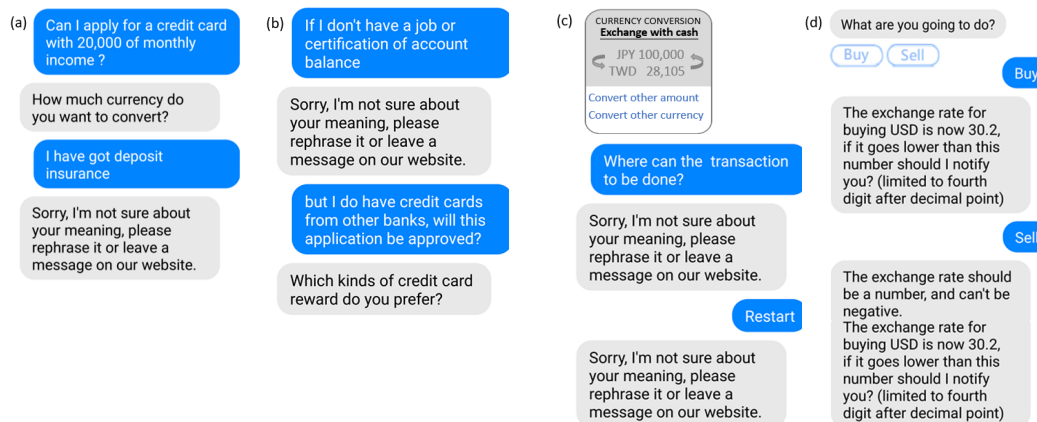 (a)
Can I apply for a credit card
with 20,000 of monthly
income ?
How much currency do
you want to convert?
I have got deposit
insurance
Sorry, I'm not sure about
your meaning, please
rephrase it or leave a
message on our website.
(b)
If I don't have a job or
certification of account
balance
Sorry, I'm not sure about
your meaning, please
rephrase it or leave a
message on our website.
but I do have credit cards
from other banks, will this
application be approved?
Which kinds of credit card
reward do you prefer?
(c)
CURRENCY CONVERSION
Exchange with cash
JPY 100,000
TWD 28,105
Convert other amount
Convert other currency
Where can the transaction
to be done?
Sorry, I'm not sure about
your meaning, please
rephrase it or leave a
message on our website.
Restart
Sorry, I'm not sure about
your meaning, please
rephrase it or leave a
message on our website.
(d)
What are you going to do?
Buy Sell
Buy
The exchange rate for
buying USD is now 30.2,
if it goes lower than this
number should I notify
you? (limited to fourth
digit after decimal point)
Sell
The exchange rate should
be a number, and can't be
negative.
The exchange rate for
buying USD is now 30.2,
if it goes lower than this
number should I notify
you? (limited to fourth
digit after decimal point)